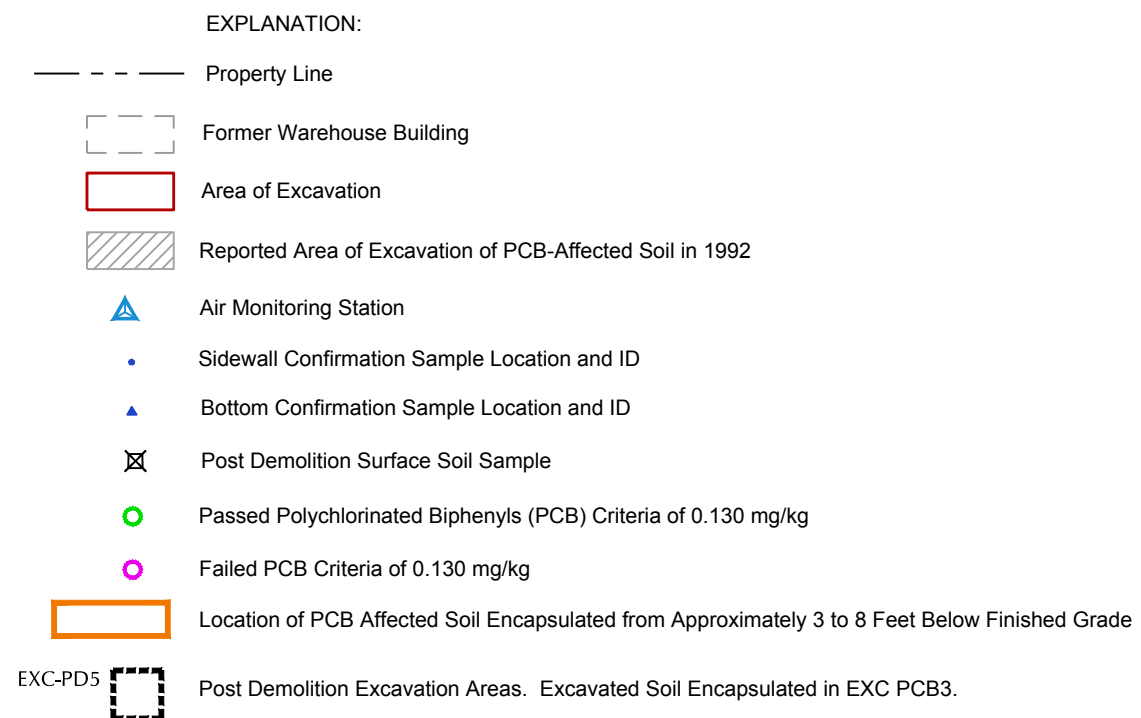 EXPLANATION:
Property Line
Former Warehouse Building
Area of Excavation
Reported Area of Excavation of PCB-Affected Soil in 1992
Air Monitoring Station
Sidewall Confirmation Sample Location and ID
Bottom Confirmation Sample Location and ID
Post Demolition Surface Soil Sample
Passed Polychlorinated Biphenyls (PCB) Criteria of 0.130 mg/kg
Failed PCB Criteria of 0.130 mg/kg
Location of PCB Affected Soil Encapsulated from Approximately 3 to 8 Feet Below Finished Grade
EXC-PD5
Post Demolition Excavation Areas. Excavated Soil Encapsulated in EXC PCB3.